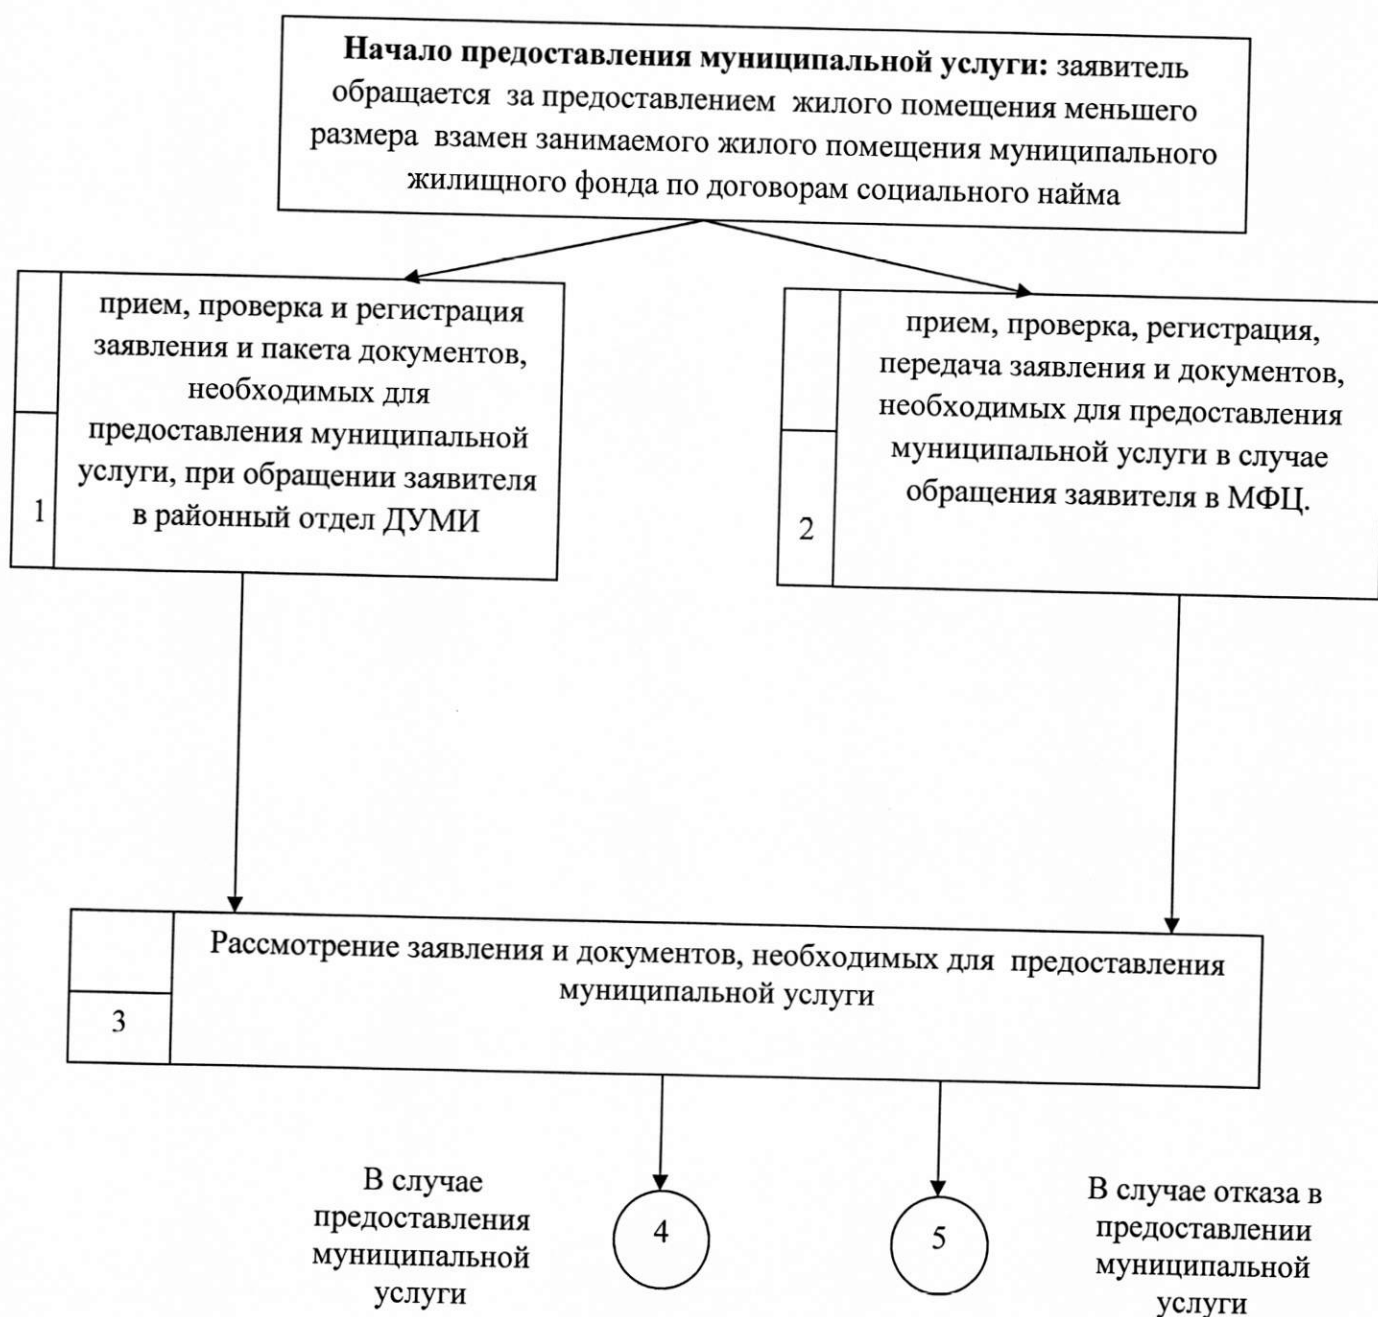 Начало предоставления муниципальной услуги: заявитель
обращается за предоставлением жилого помещения меньшего
размера взамен занимаемого жилого помещения муниципального
жилищного фонда по договорам социального найма
прием, проверка и регистрация
заявления и пакета документов,
необходимых для
предоставления муниципальной
услуги, при обращении заявителя
в районный отдел ДУМИ
1
прием, проверка, регистрация,
передача заявления и документов,
необходимых для предоставления
муниципальной услуги в случае
обращения заявителя в МФЦ.
2
Рассмотрение заявления и документов, необходимых для предоставления
муниципальной услуги
3
В случае
предоставления
муниципальной
услуги
4
5
В случае отказа в
предоставлении
муниципальной
услуги